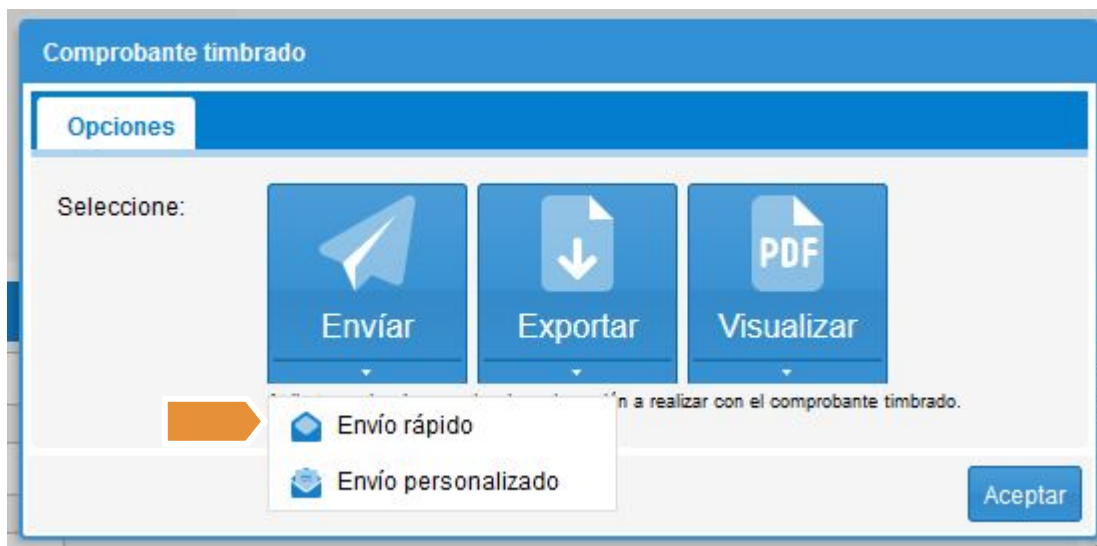 Comprobante timbrado
Opciones
Seleccione:
PDF
Envíar Exportar Visualizar
n a realizar con el comprobante timbrado.
Envío rápido
Envío personalizado
Aceptar